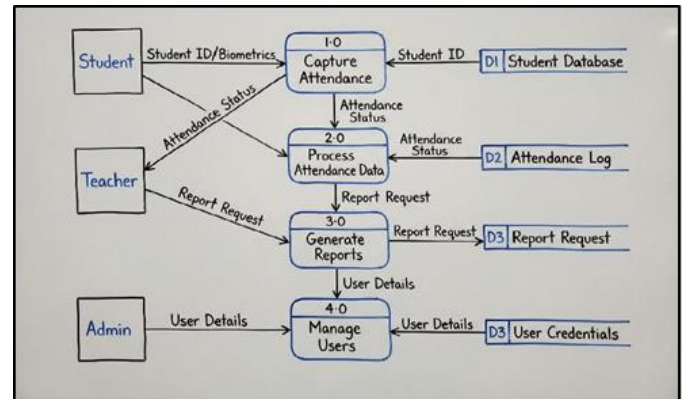 Student
Student ID/Biometrics
1.0
Capture
Attendance
Student ID
D1 Student Database
Attendance Status
Attendance
Status
2.0
Process
Attendance Data
Attendance
Status
D2 Attendance Log
Teacher
Report Request
Report Request
3.0
Generate
Reports
Report Request
D3 Report Request
User Details
Admin
User Details
4.0
Manage
Users
User Details
D3 User Credentials